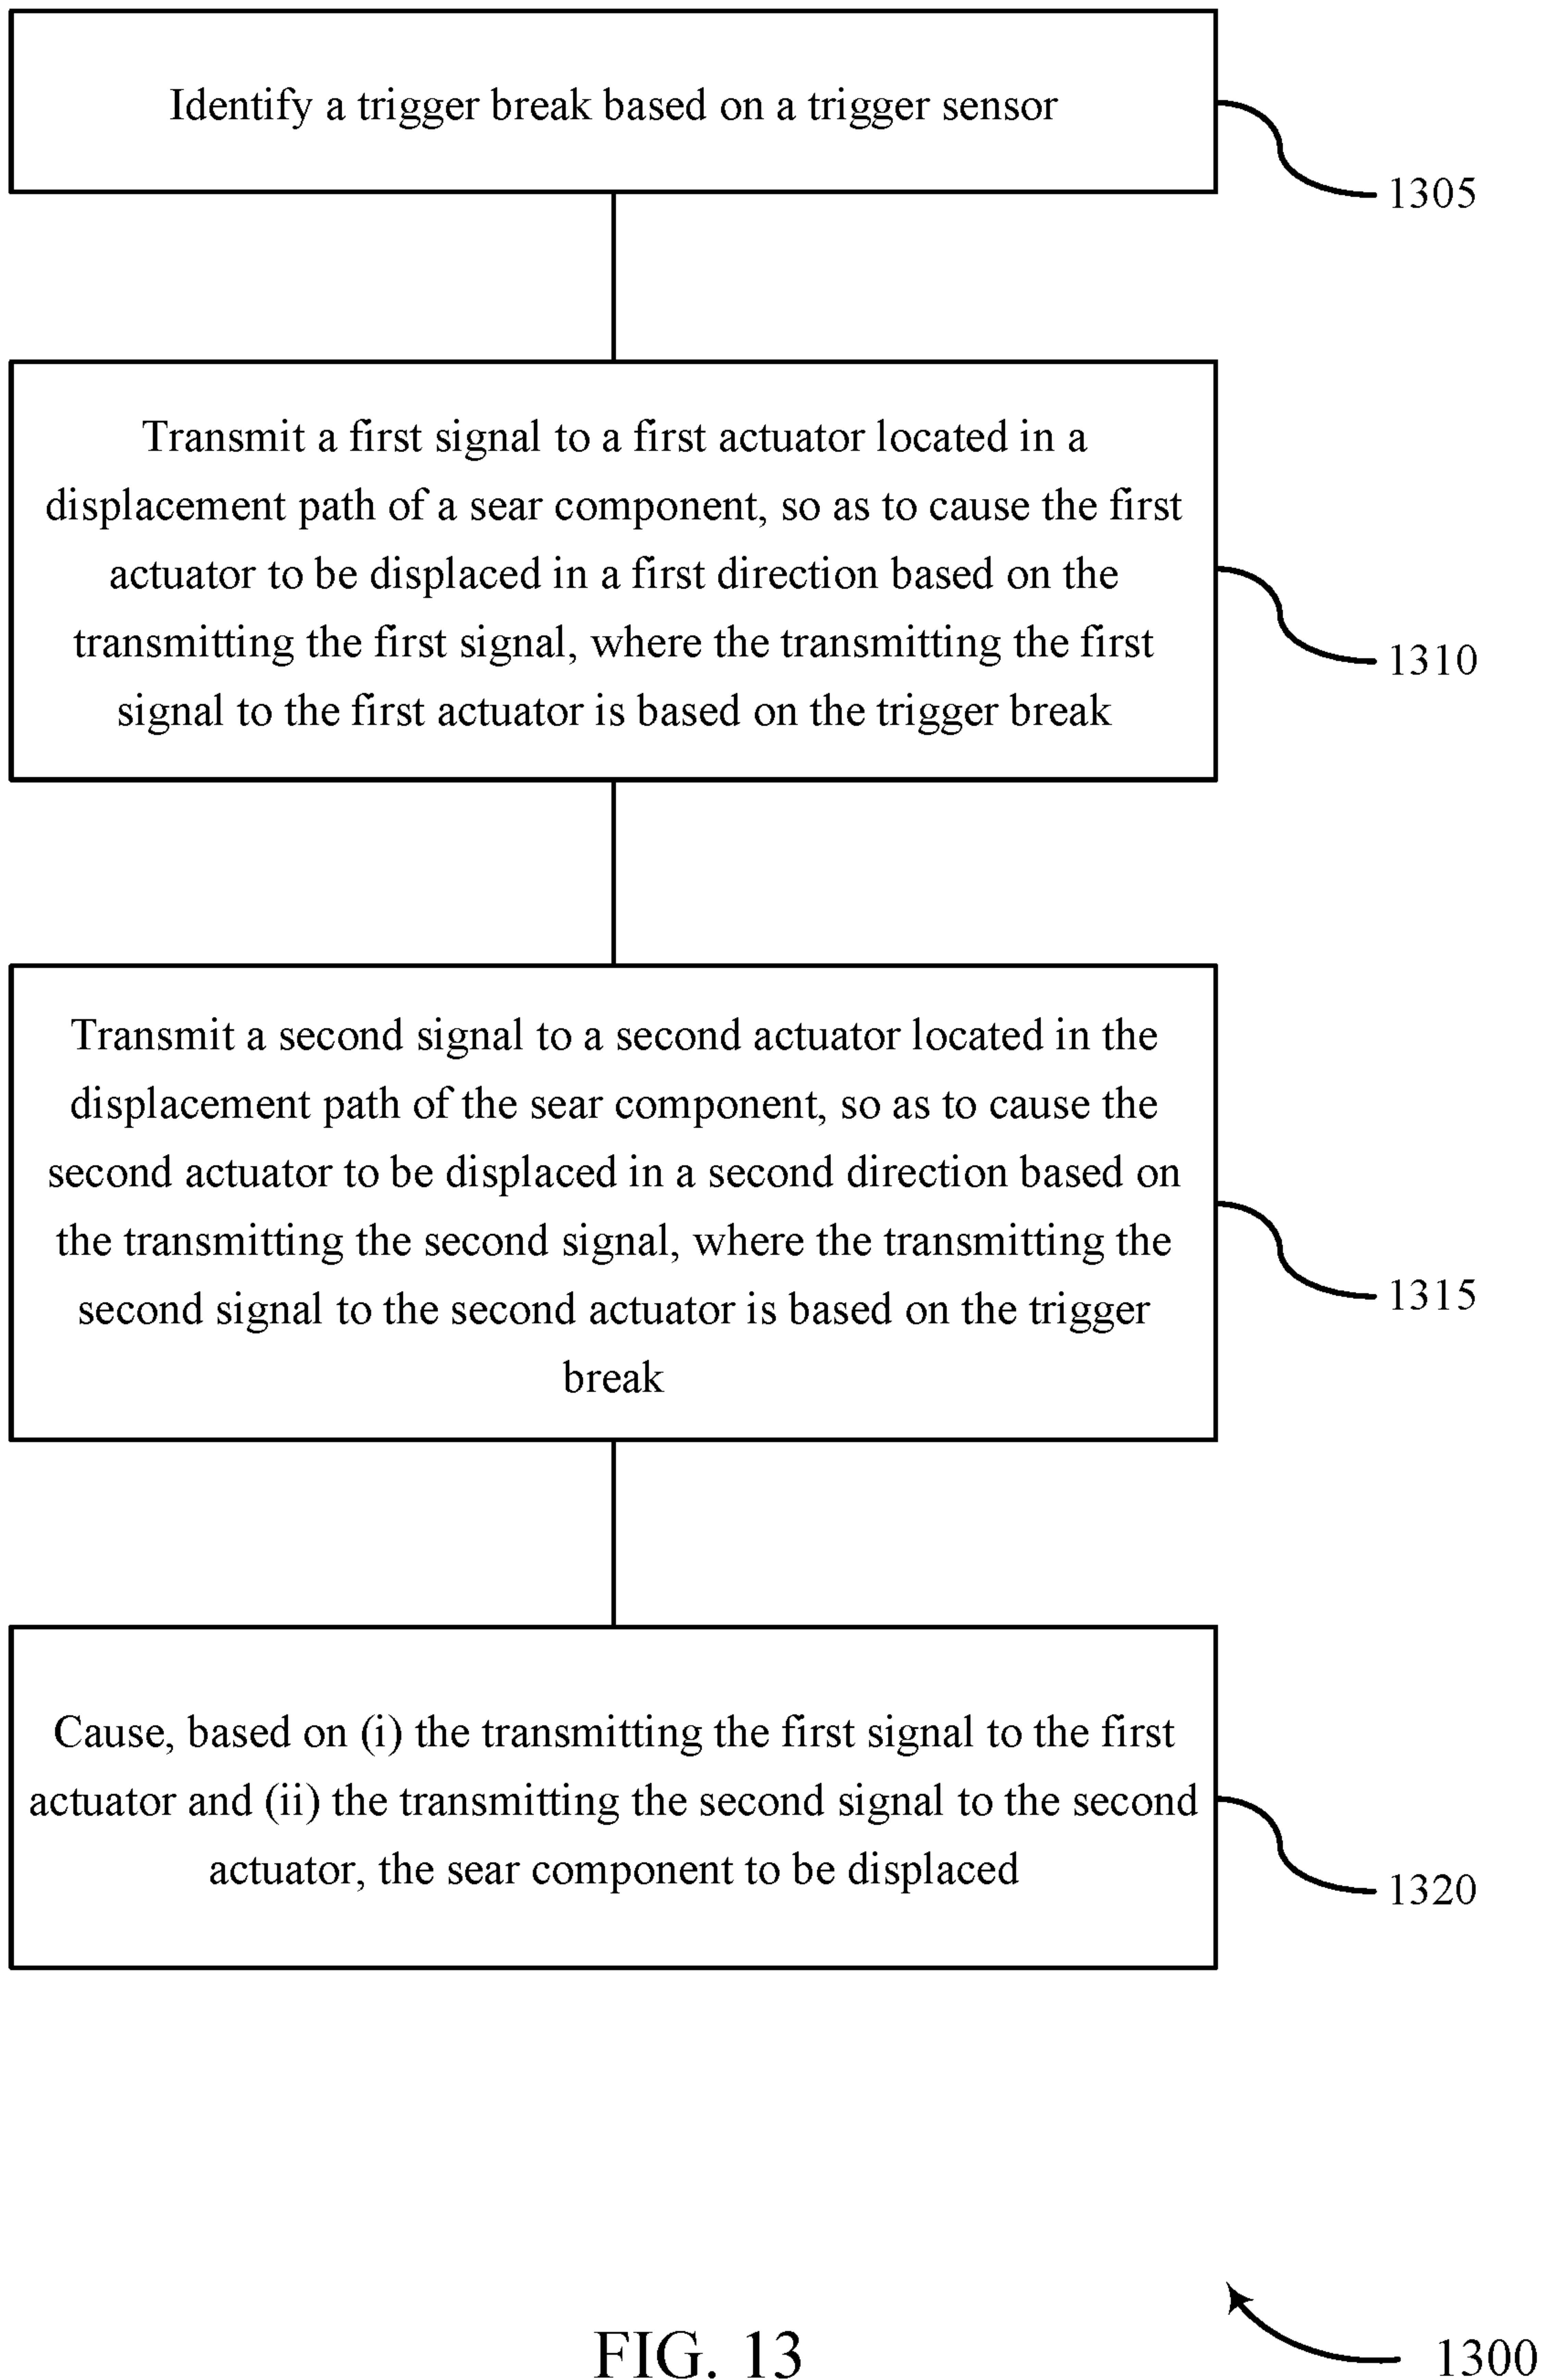 Identify a trigger break based on a trigger sensor
1305
Transmit a first signal to a first actuator located in a
displacement path of a sear component, so as to cause the first
actuator to be displaced in a first direction based on the
transmitting the first signal, where the transmitting the first
signal to the first actuator is based on the trigger break
1310
Transmit a second signal to a second actuator located in the
displacement path of the sear component, so as to cause the
second actuator to be displaced in a second direction based on
the transmitting the second signal, where the transmitting the
second signal to the second actuator is based on the trigger
break
1315
Cause, based on (i) the transmitting the first signal to the first
actuator and (ii) the transmitting the second signal to the second
actuator, the sear component to be displaced
1320
FIG. 13
1300